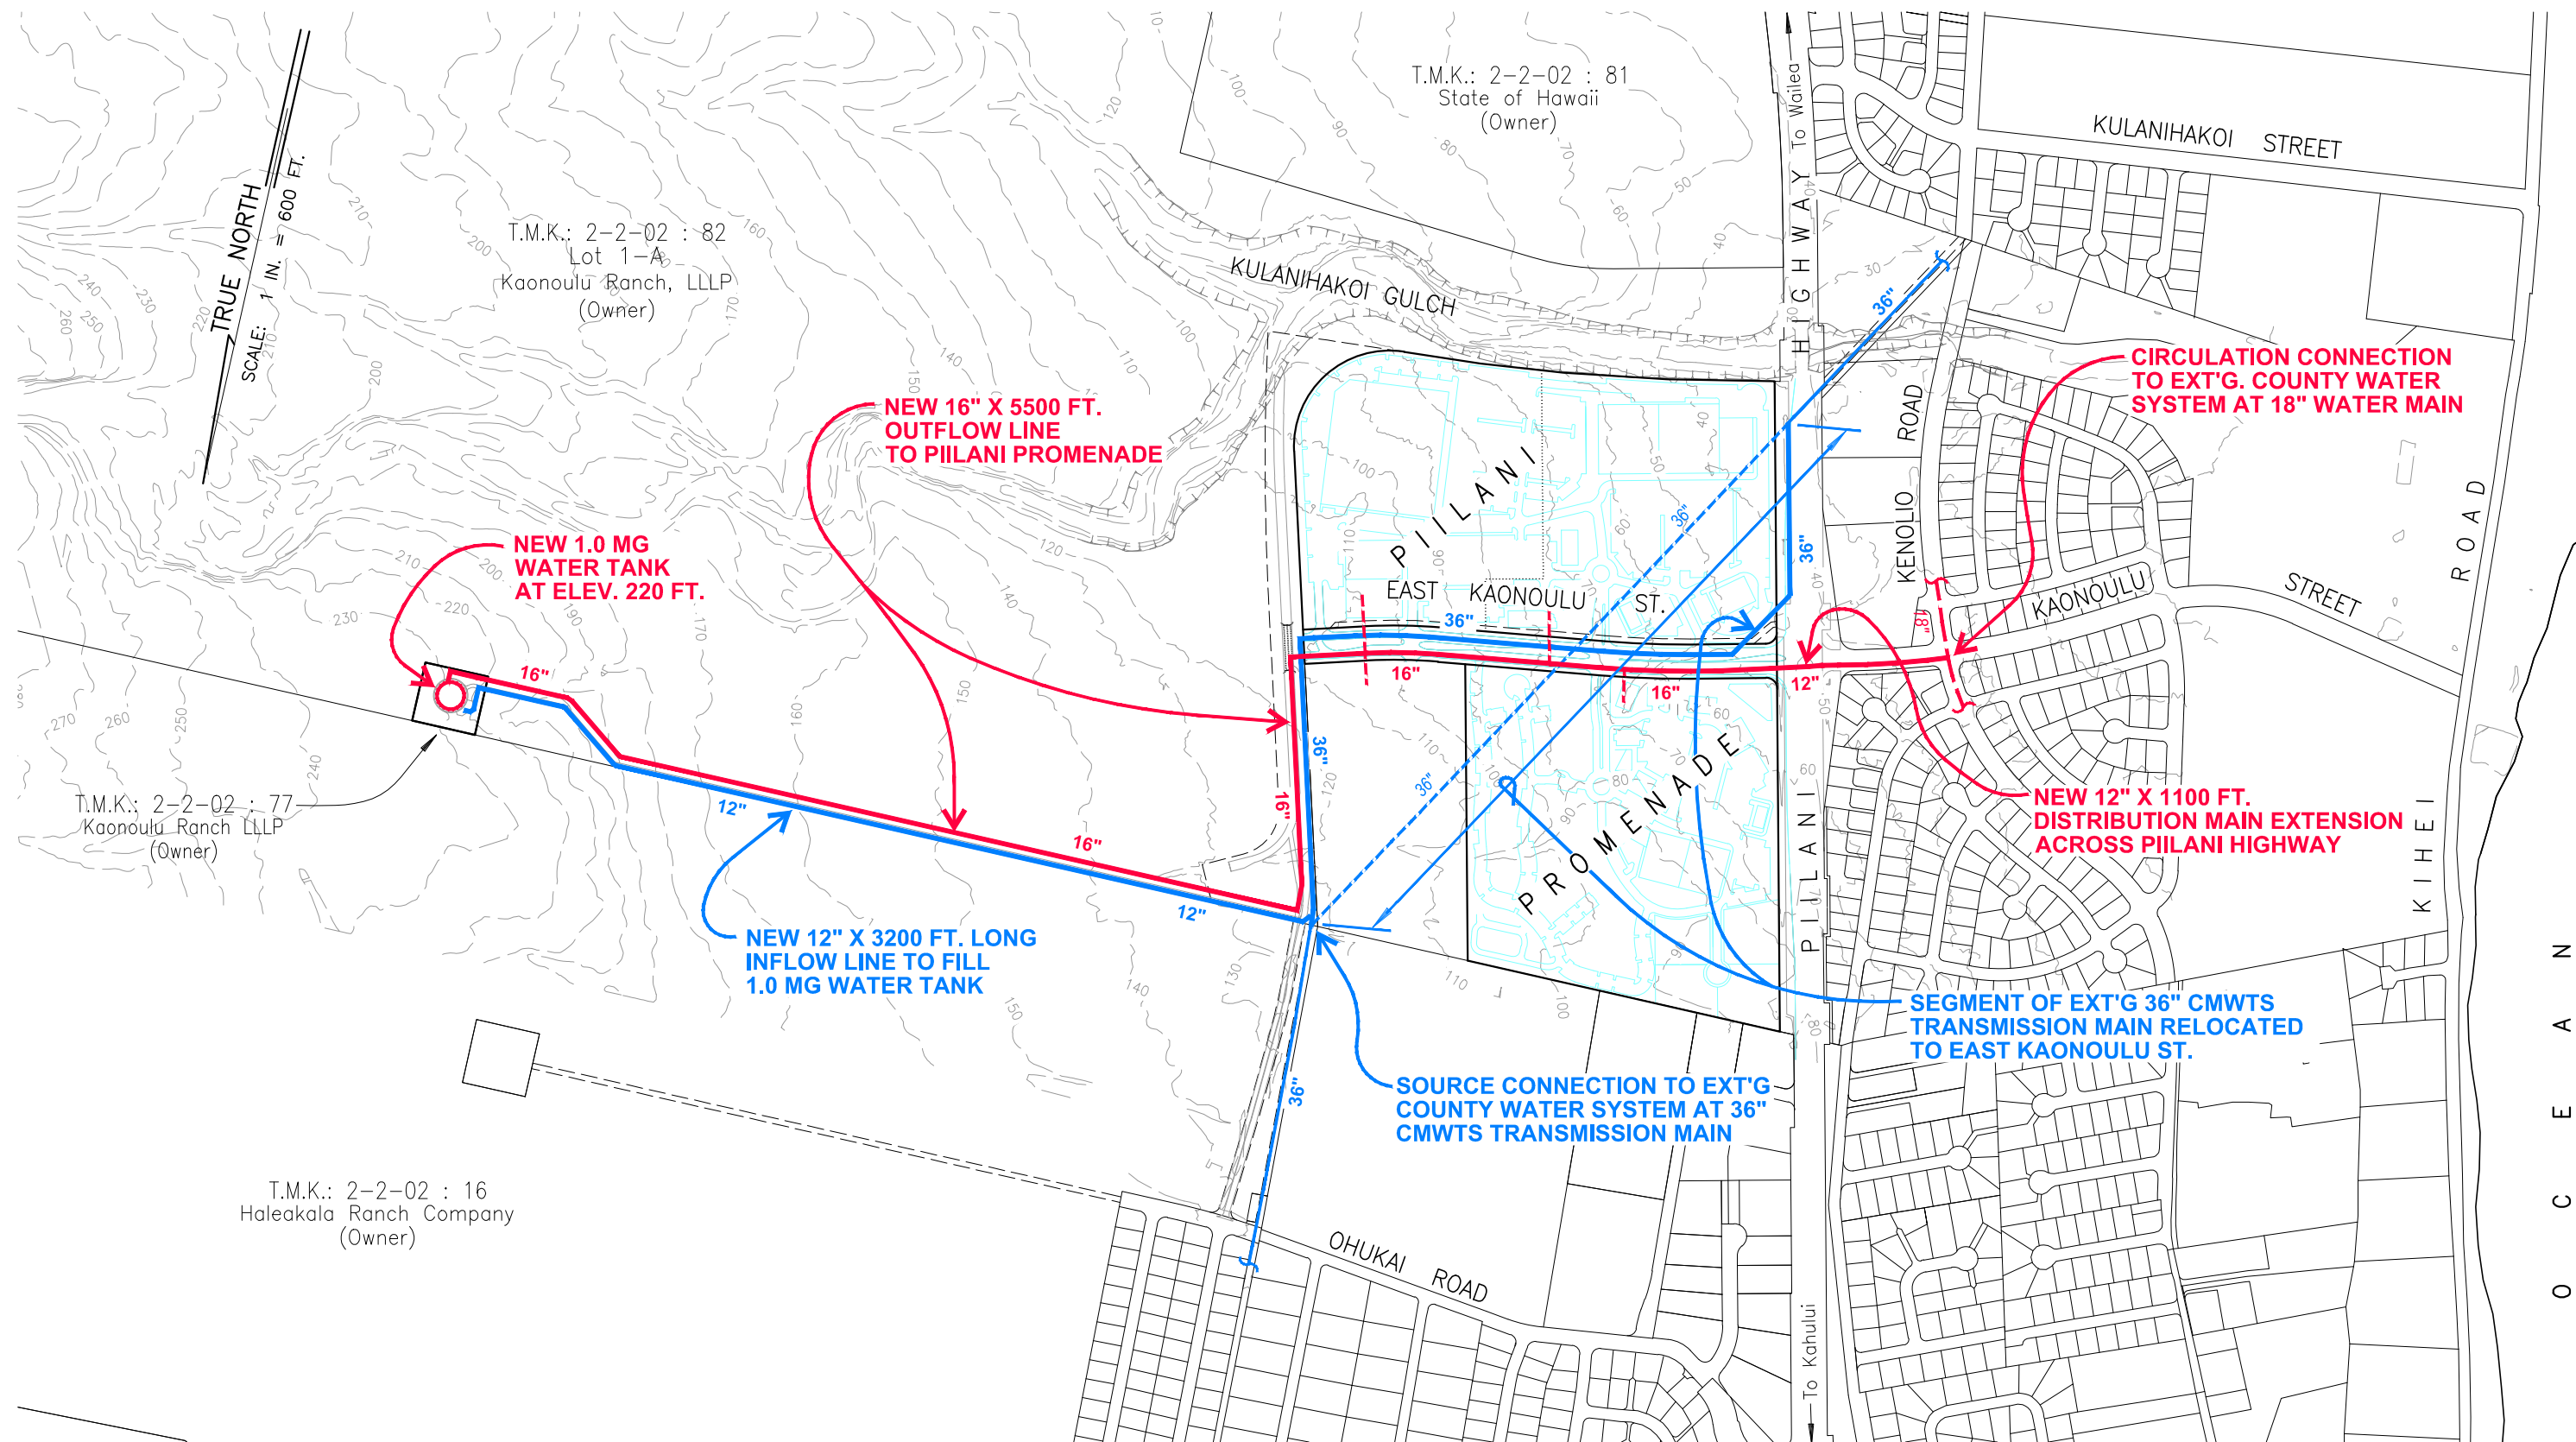 TRUE NORTH
SCALE: 1 IN. = 600 FT.
T.M.K.: 2-2-02 : 82
Lot 1-A
Kaonoulu Ranch, LLLP
(Owner)
T.M.K.: 2-2-02 : 81
State of Hawaii
(Owner)
KULANIHAKOI GULCH
To Wailea
PIILANI HIGHWAY
KULANIHAKOI STREET
NEW 16" X 5500 FT.
OUTFLOW LINE
TO PIILANI PROMENADE
NEW 1.0 MG
WATER TANK
AT ELEV. 220 FT.
CIRCULATION CONNECTION
TO EXT'G. COUNTY WATER
SYSTEM AT 18" WATER MAIN
PIILANI
PROMENADE
EAST KAONOULU ST.
KENOLIO ROAD
KAONOULU STREET
KIHEI ROAD
OCEAN
T.M.K.: 2-2-02 : 77
Kaonoulu Ranch LLLP
(Owner)
NEW 12" X 3200 FT. LONG
INFLOW LINE TO FILL
1.0 MG WATER TANK
NEW 12" X 1100 FT.
DISTRIBUTION MAIN EXTENSION
ACROSS PIILANI HIGHWAY
SEGMENT OF EXT'G 36" CMWTS
TRANSMISSION MAIN RELOCATED
TO EAST KAONOULU ST.
SOURCE CONNECTION TO EXT'G
COUNTY WATER SYSTEM AT 36"
CMWTS TRANSMISSION MAIN
T.M.K.: 2-2-02 : 16
Haleakala Ranch Company
(Owner)
OHUKAI ROAD
To Kahului
16"
16"
16"
16"
16"
12"
12"
12"
18"
36"
36"
36"
36"
36"
36"
36"